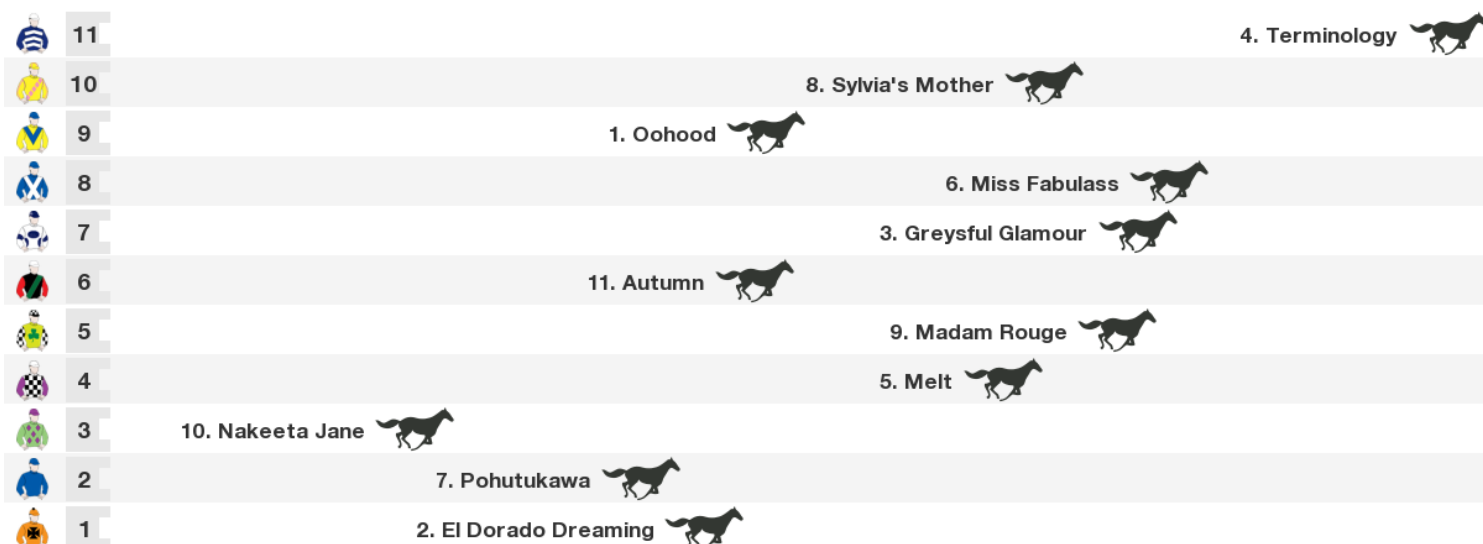 11 4. Terminology
10 8. Sylvia's Mother
9 1. Oohood
8 6. Miss Fabulass
7 3. Greysful Glamour
6 11. Autumn
5 9. Madam Rouge
4 5. Melt
3 10. Nakeeta Jane
2 7. Pohutukawa
1 2. El Dorado Dreaming